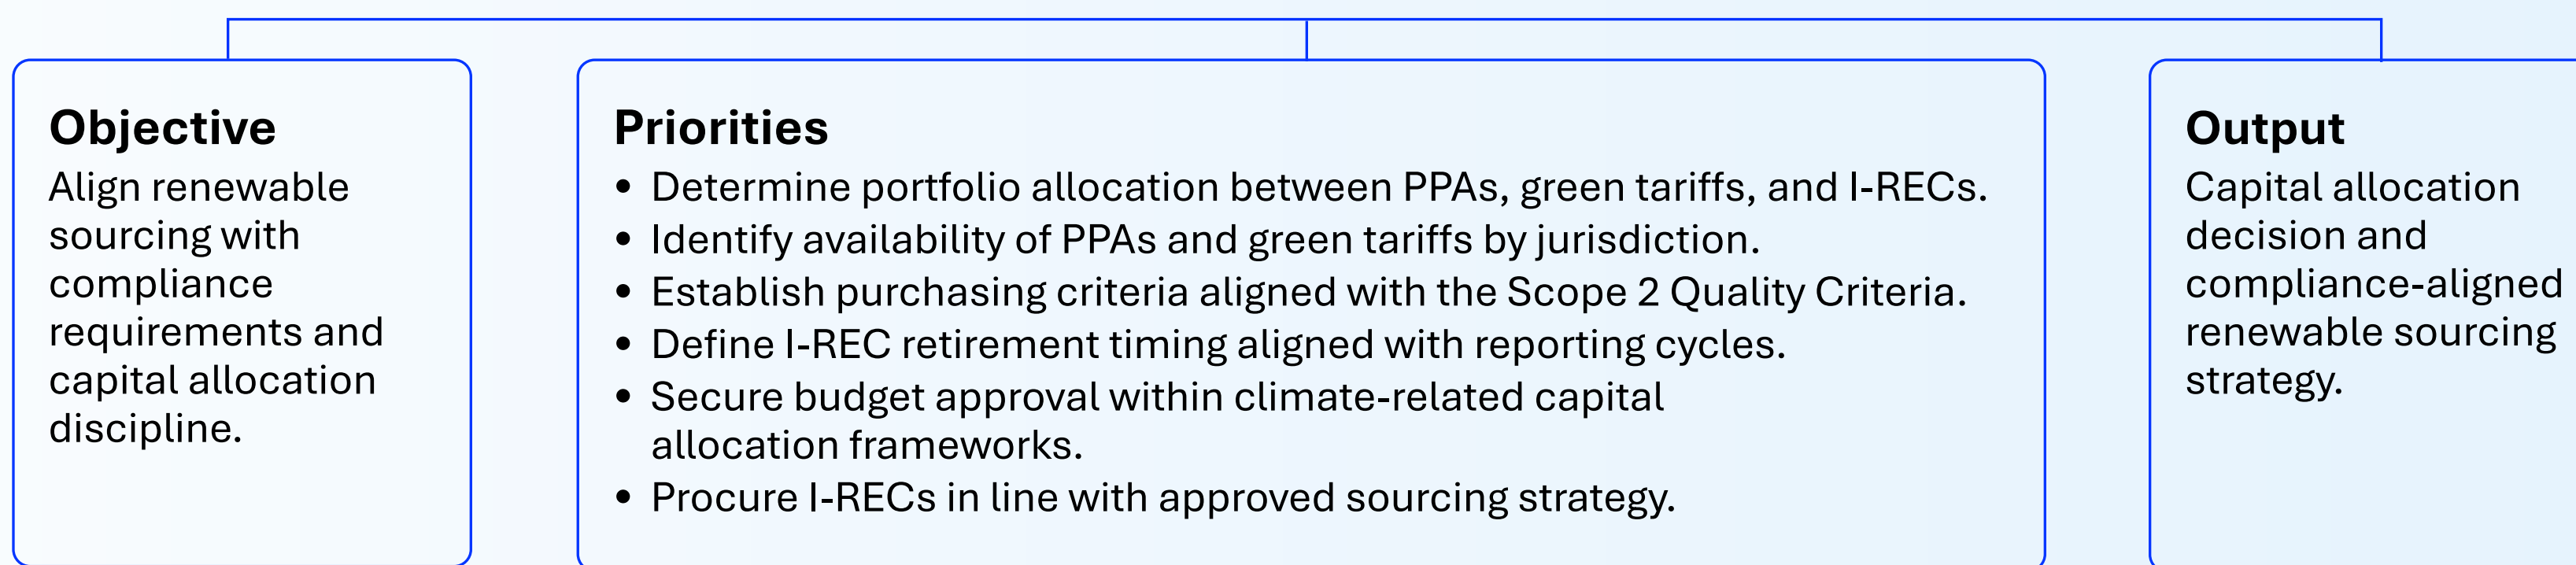 Objective
Align renewable
sourcing with
compliance
requirements and
capital allocation
discipline.
Priorities
• Determine portfolio allocation between PPAs, green tariffs, and I-RECs.
• Identify availability of PPAs and green tariffs by jurisdiction.
• Establish purchasing criteria aligned with the Scope 2 Quality Criteria.
• Define I-REC retirement timing aligned with reporting cycles.
• Secure budget approval within climate-related capital
allocation frameworks.
• Procure I-RECs in line with approved sourcing strategy.
Output
Capital allocation
decision and
compliance-aligned
renewable sourcing
strategy.